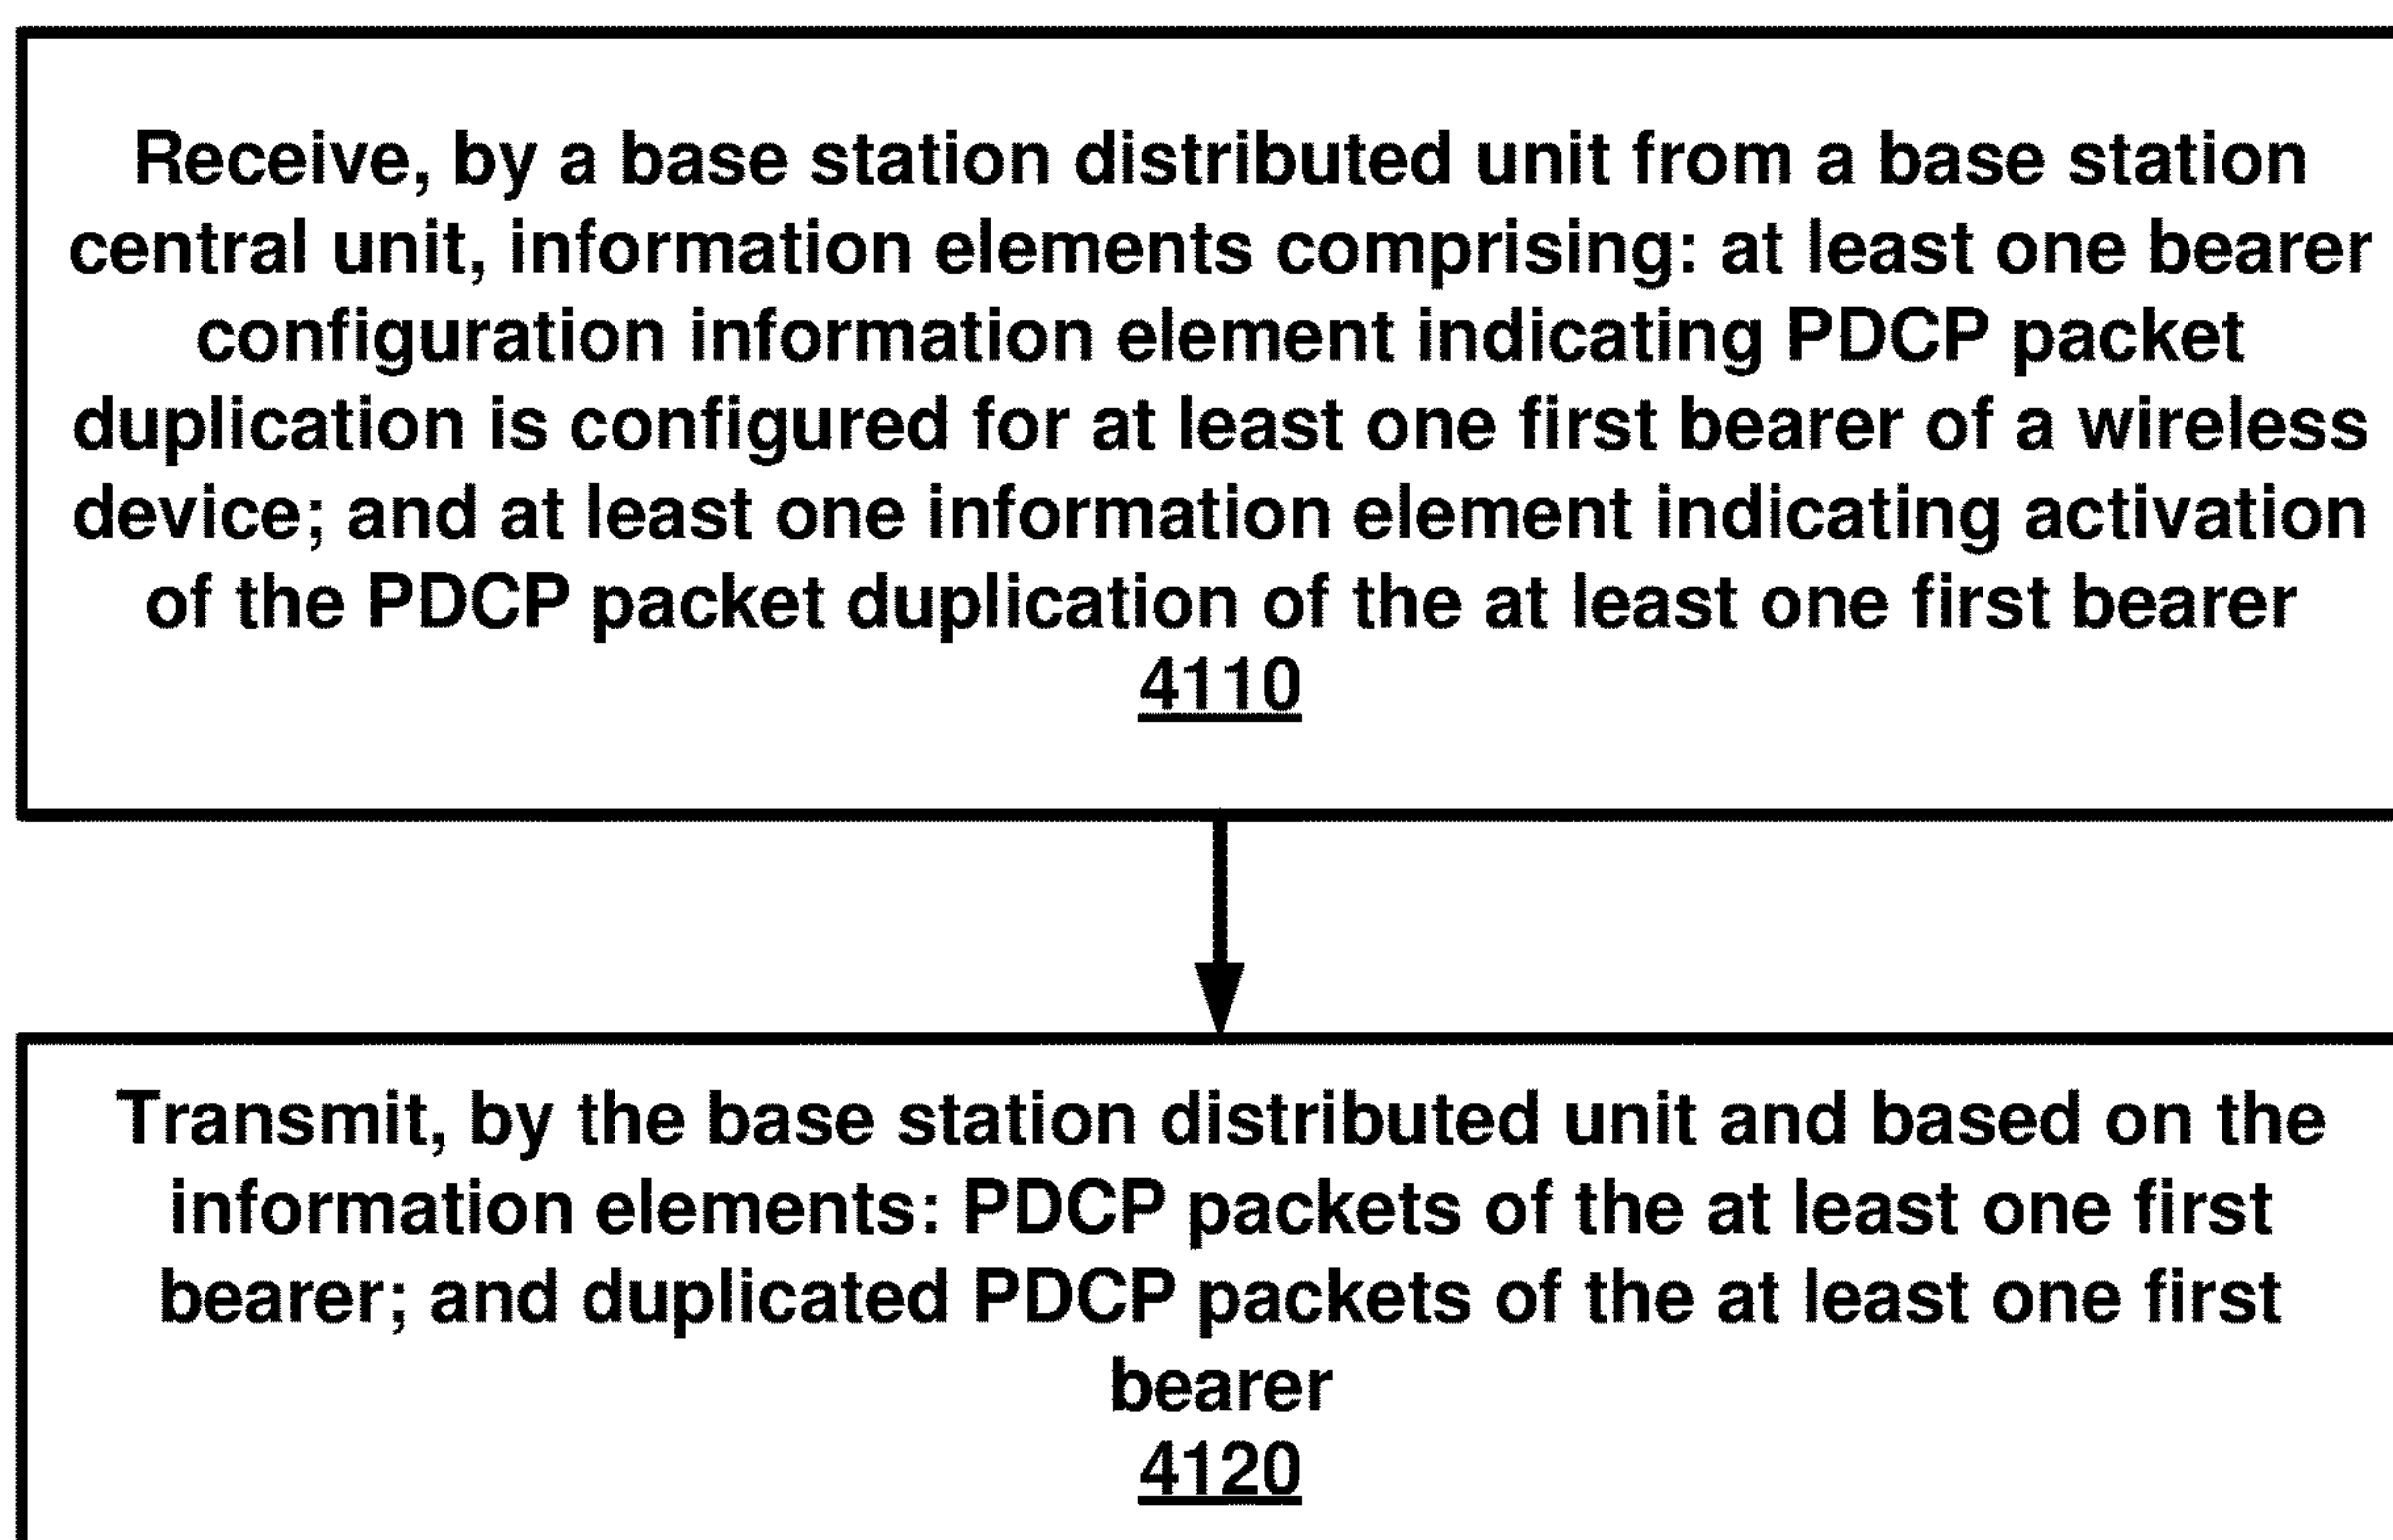 Receive, by a base station distributed unit from a base station
central unit, information elements comprising: at least one bearer
configuration information element indicating PDCP packet
duplication is configured for at least one first bearer of a wireless
device; and at least one information element indicating activation
of the PDCP packet duplication of the at least one first bearer
4110
Transmit, by the base station distributed unit and based on the
information elements: PDCP packets of the at least one first
bearer; and duplicated PDCP packets of the at least one first
bearer
4120